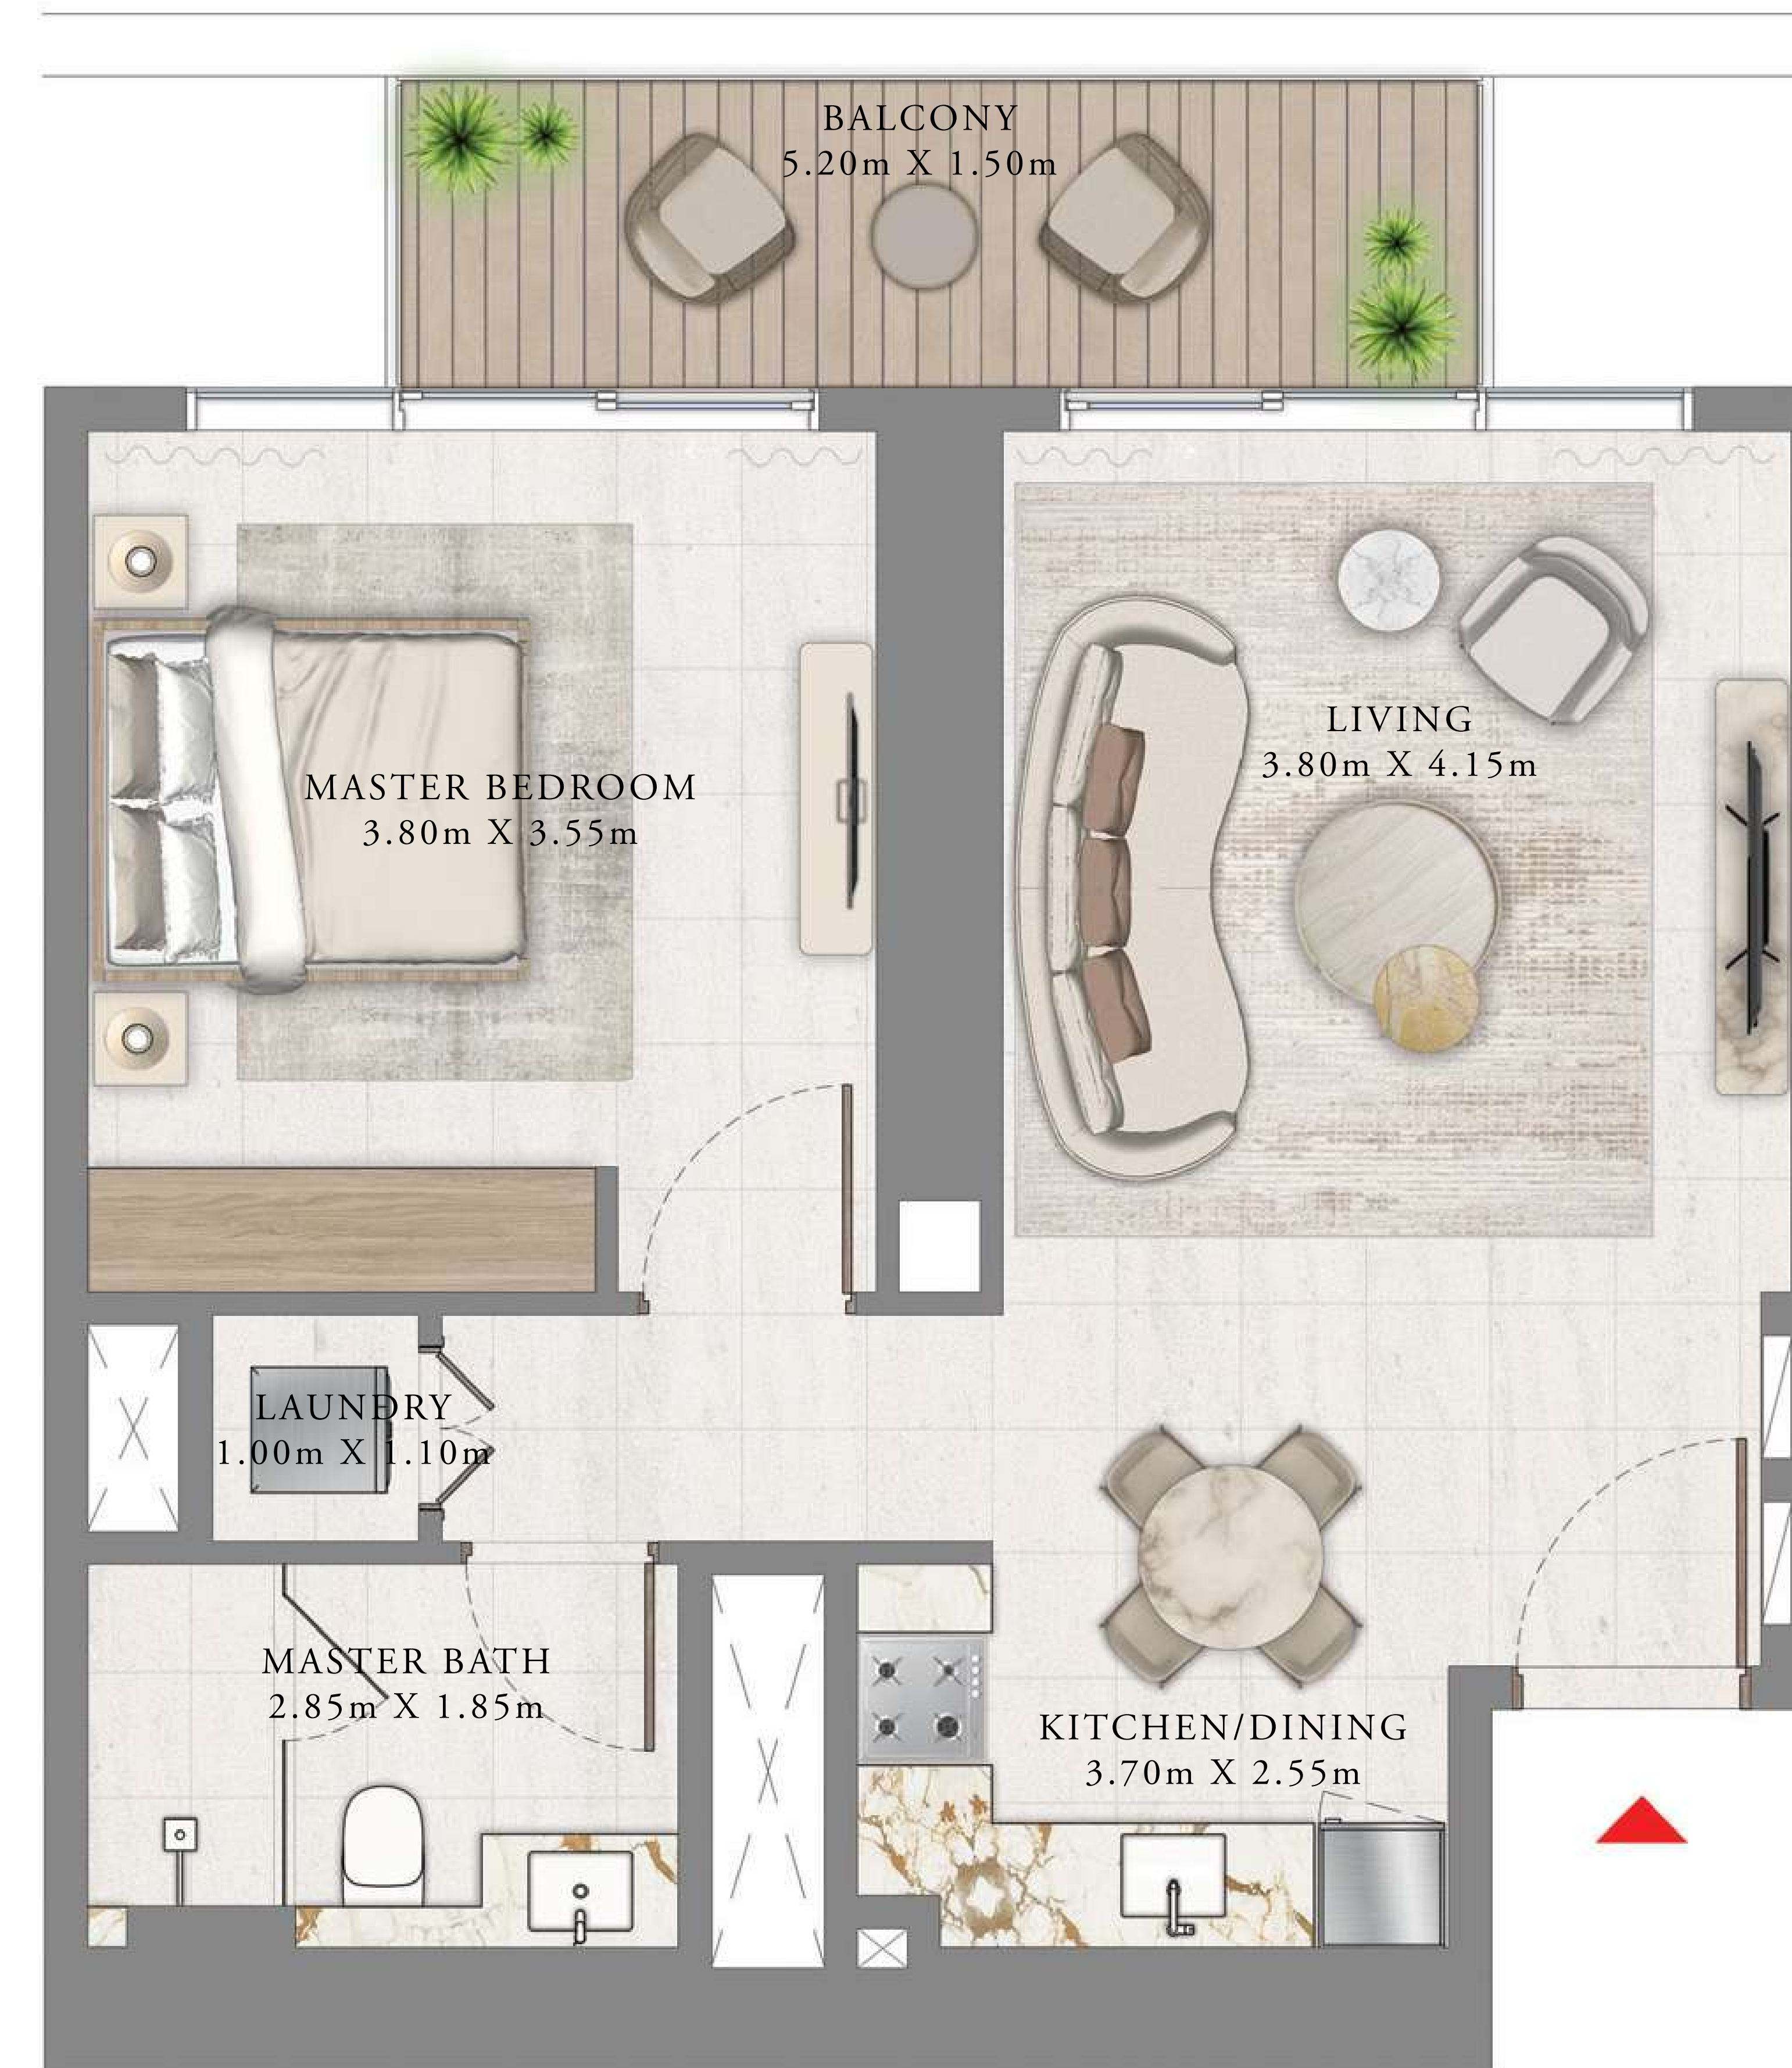 BALCONY
5.20m X 1.50m
LIVING
3.80m X 4.15m
MASTER BEDROOM
3.80m X 3.55m
LAUNDRY
1.00m X 1.10m
MASTER BATH
2.85m X 1.85m
KITCHEN/DINING
3.70m X 2.55m